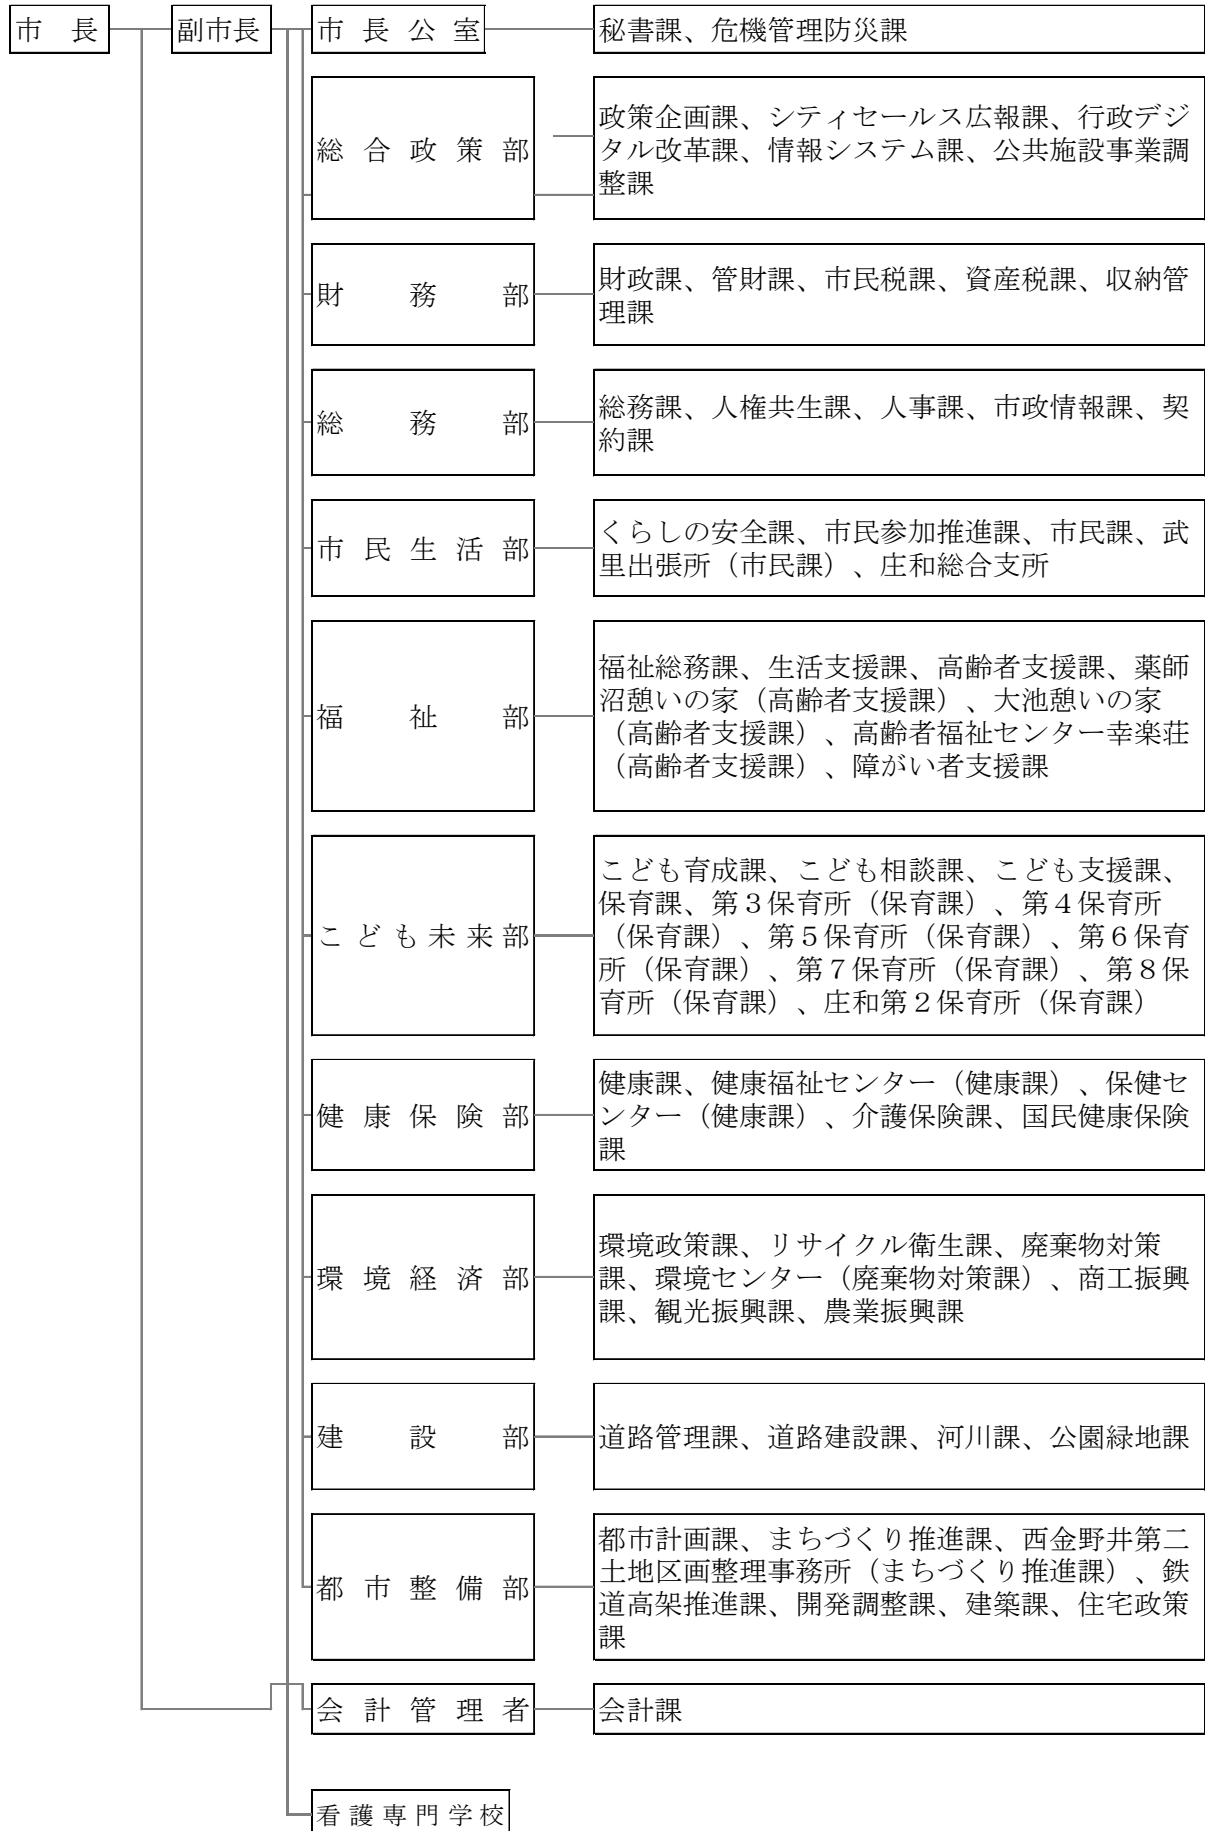 市長 副市長 市長公室 秘書課、危機管理防災課
総合政策部
政策企画課、シティセールス広報課、行政デジ
タル改革課、情報システム課、公共施設事業調
整課
財務部
財政課、管財課、市民税課、資産税課、収納管
理課
総務部
総務課、人権共生課、人事課、市政情報課、契
約課
市民生活部
くらしの安全課、市民参加推進課、市民課、武
里出張所（市民課）、庄和総合支所
福祉部
福祉総務課、生活支援課、高齢者支援課、薬師
沼憩いの家（高齢者支援課）、大池憩いの家
（高齢者支援課）、高齢者福祉センター幸楽荘
（高齢者支援課）、障がい者支援課
こども未来部
こども育成課、こども相談課、こども支援課、
保育課、第３保育所（保育課）、第４保育所
（保育課）、第５保育所（保育課）、第６保育
所（保育課）、第７保育所（保育課）、第８保
育所（保育課）、庄和第２保育所（保育課）
健康保険部
健康課、健康福祉センター（健康課）、保健セ
ンター（健康課）、介護保険課、国民健康保険
課
環境経済部
環境政策課、リサイクル衛生課、廃棄物対策
課、環境センター（廃棄物対策課）、商工振興
課、観光振興課、農業振興課
建設部
道路管理課、道路建設課、河川課、公園緑地課
都市整備部
都市計画課、まちづくり推進課、西金野井第二
土地区画整理事務所（まちづくり推進課）、鉄
道高架推進課、開発調整課、建築課、住宅政策
課
会計管理者 会計課
看護専門学校